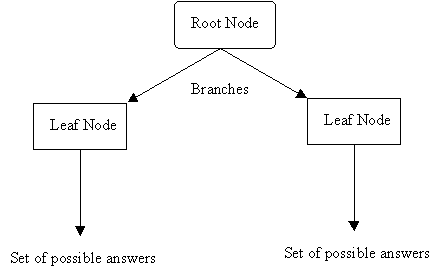 Root Node
Branches
Leaf Node
Leaf Node
Set of possible answers
Set of possible answers